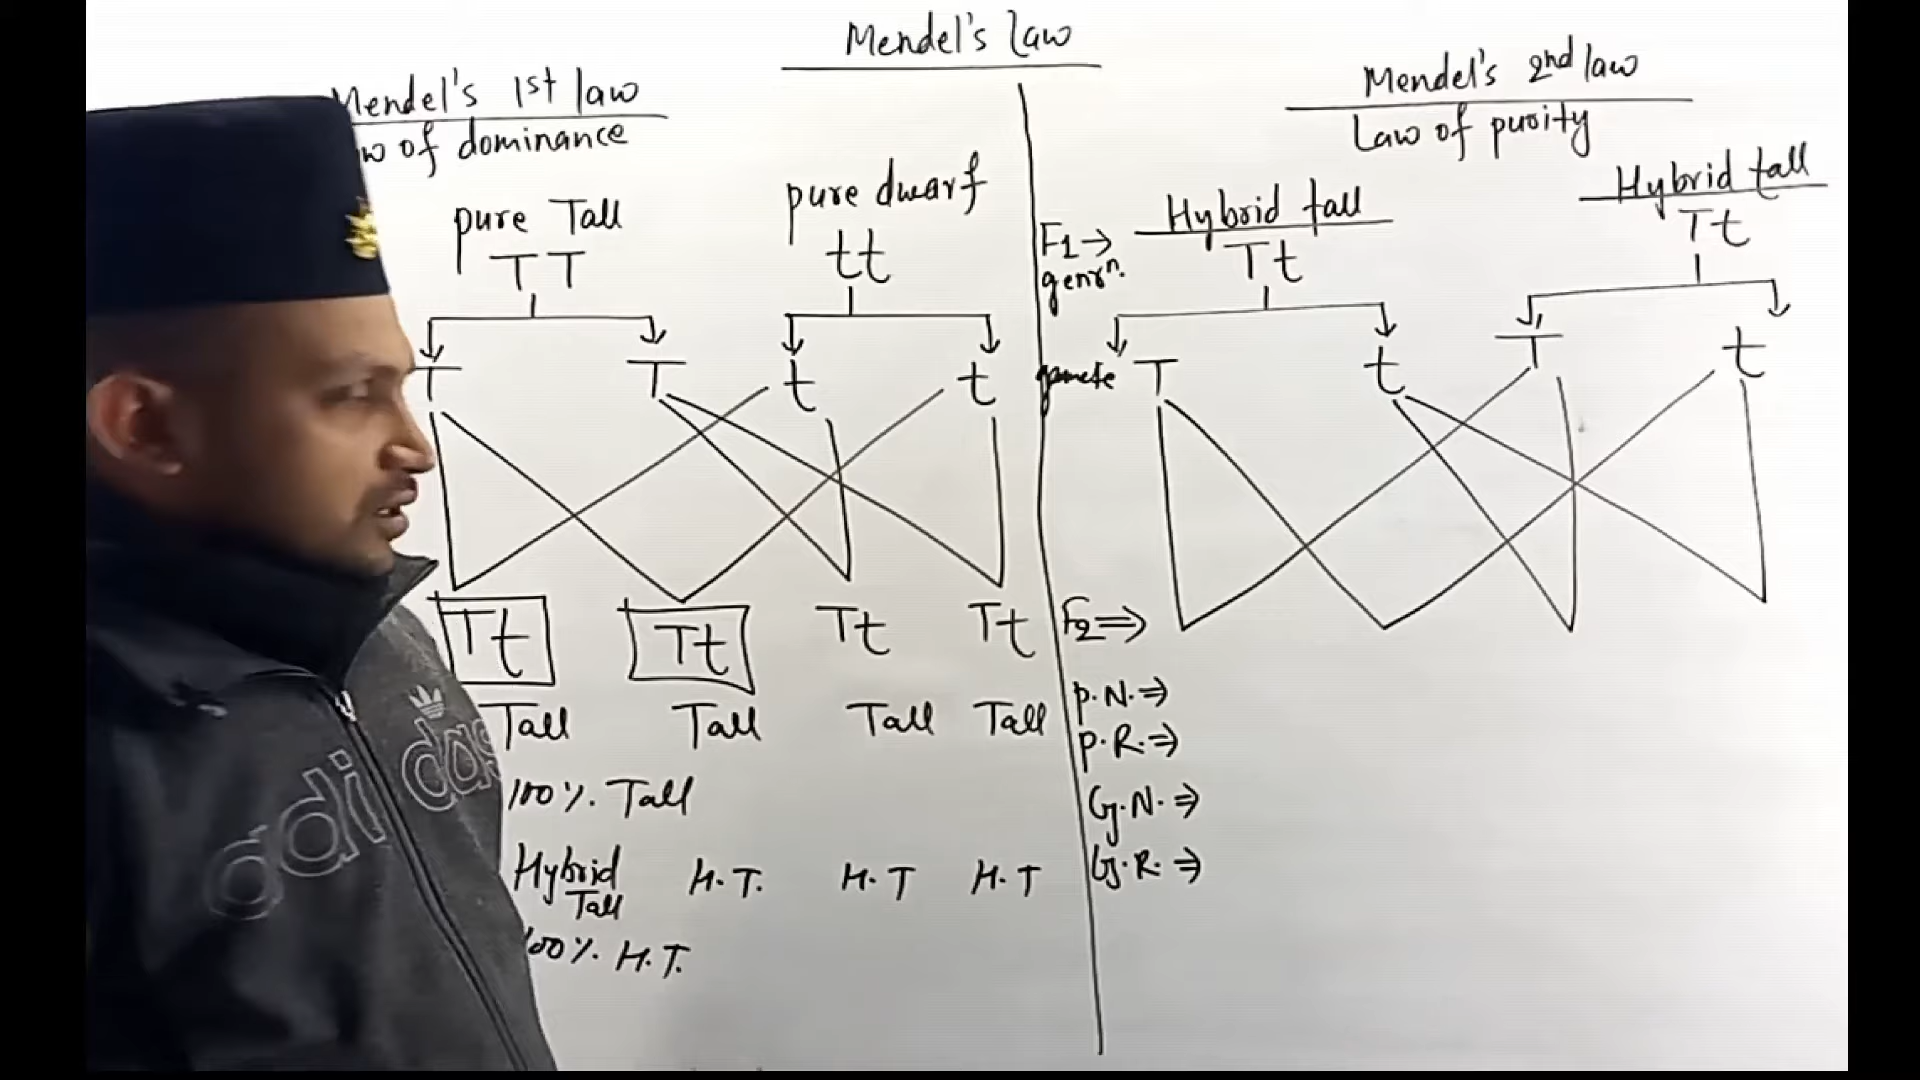 Mendel's law
Mendel's 1st law
of dominance
pure Tall
TT
pure dwarf
tt
T T t t
Tt Tt Tt Tt
Tall Tall Tall Tall
100%. Tall
Hybrid H.T. H.T H.T
Tall
100%. H.T.
adidas
Mendel's 2nd law
Law of purity
F1→
genrn.
Hybrid tall
Tt
Hybrid tall
Tt
gamete T t T t
F2⇒
P.N.⇒
P.R.⇒
G.N.⇒
G.R.⇒